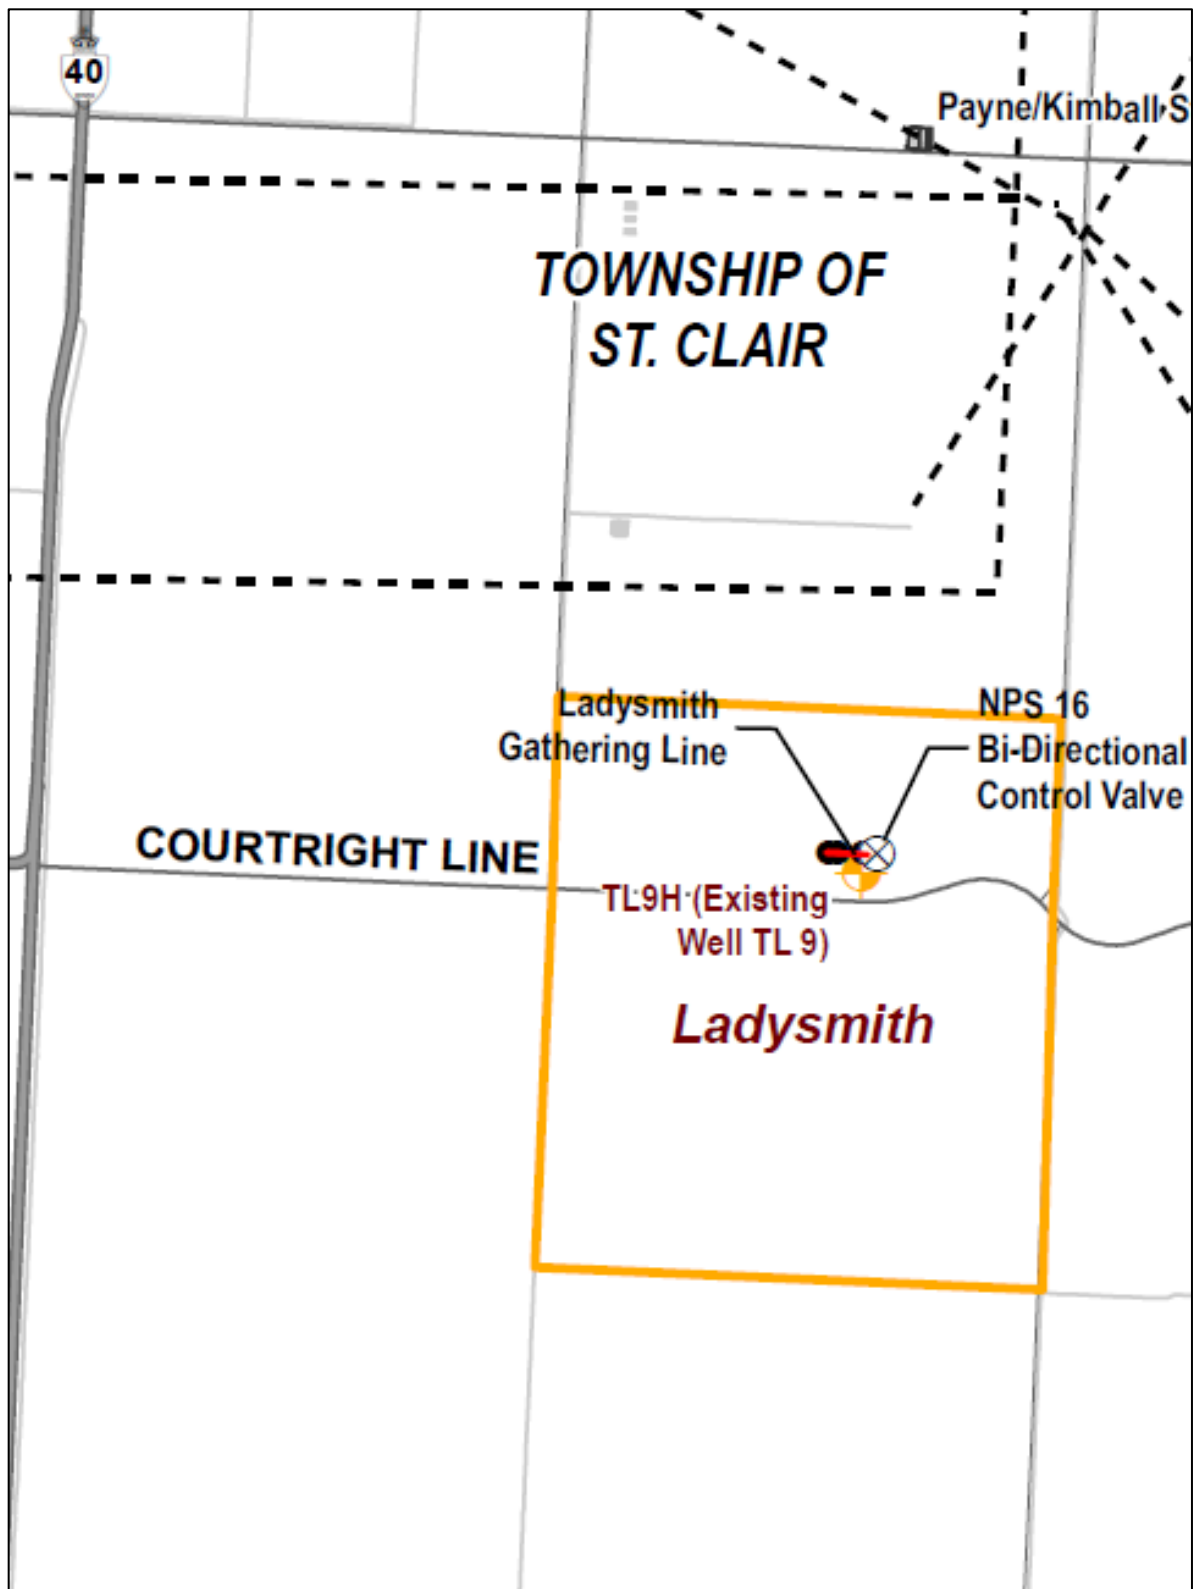 40
Payne/Kimball S
TOWNSHIP OF
ST. CLAIR
Ladysmith
Gathering Line
NPS 16
Bi-Directional
Control Valve
COURTRIGHT LINE
TL9H (Existing
Well TL 9)
Ladysmith